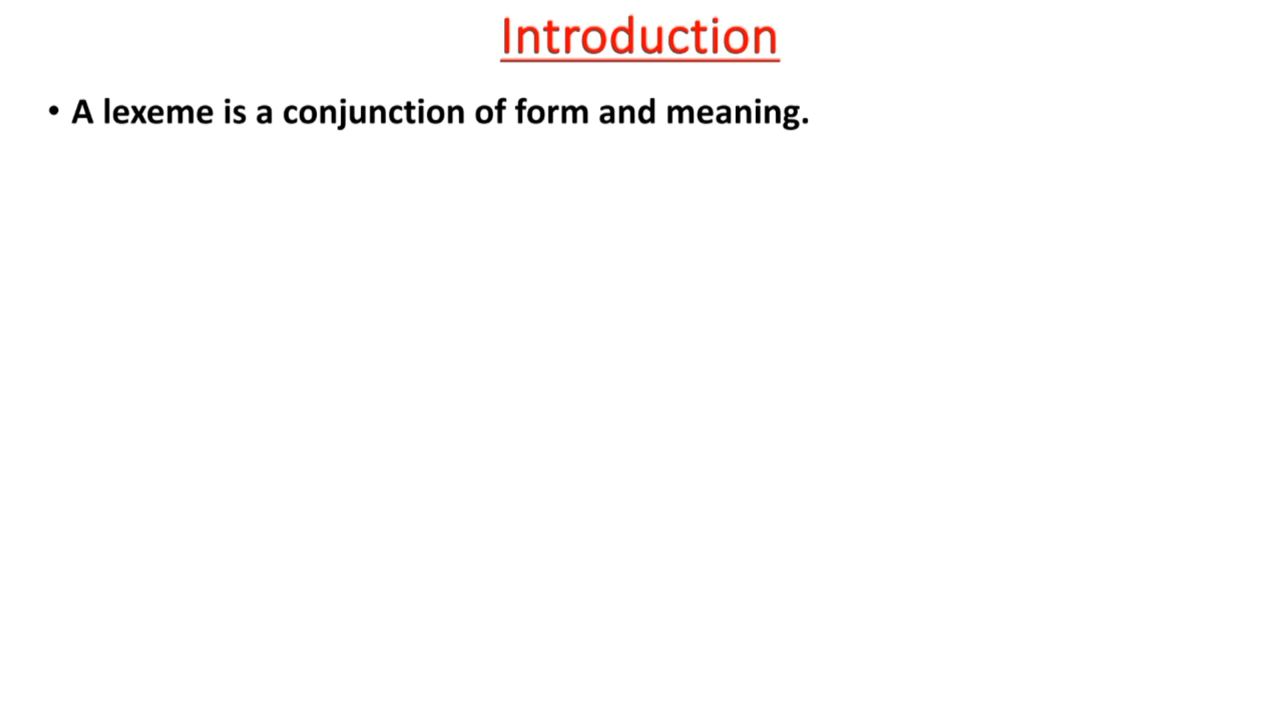 Introduction
• A lexeme is a conjunction of form and meaning.